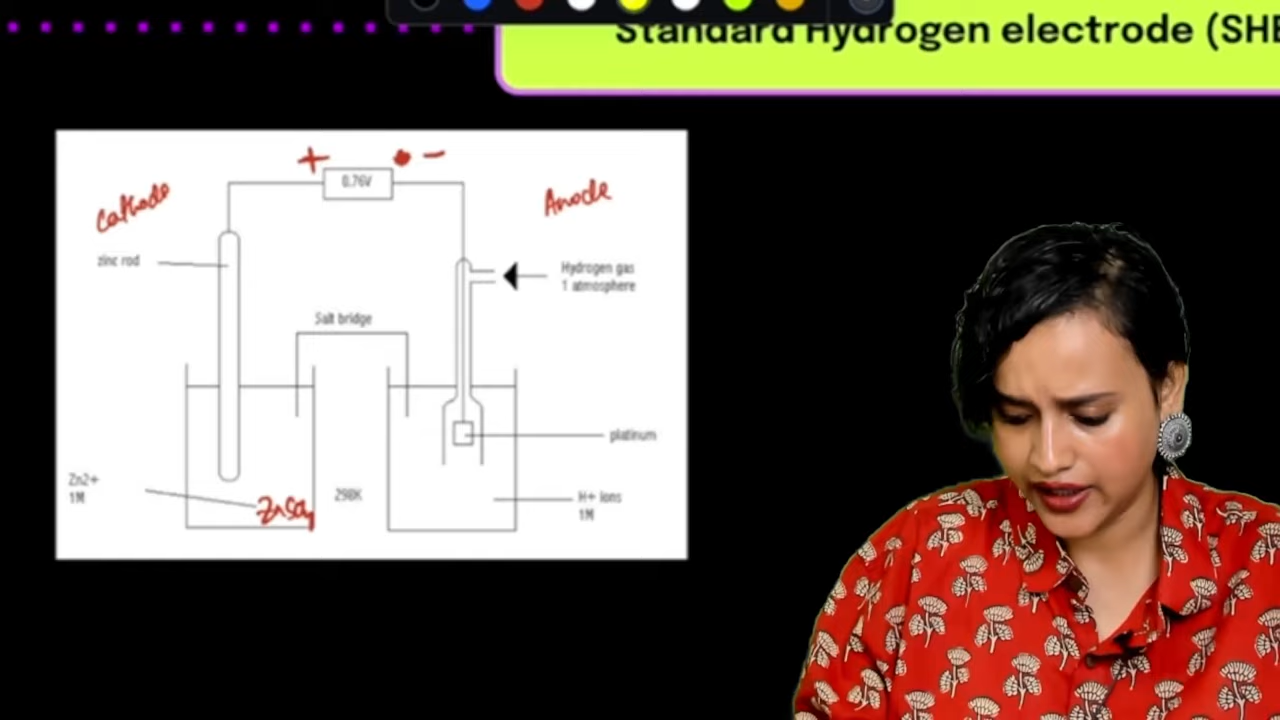 Standard Hydrogen electrode (SHE
+ • -
0.76V
Cathode
Anode
zinc rod
Hydrogen gas
1 atmosphere
Salt bridge
platinum
Zn2+
1M
ZnSO4
298K
H+ ions
1M